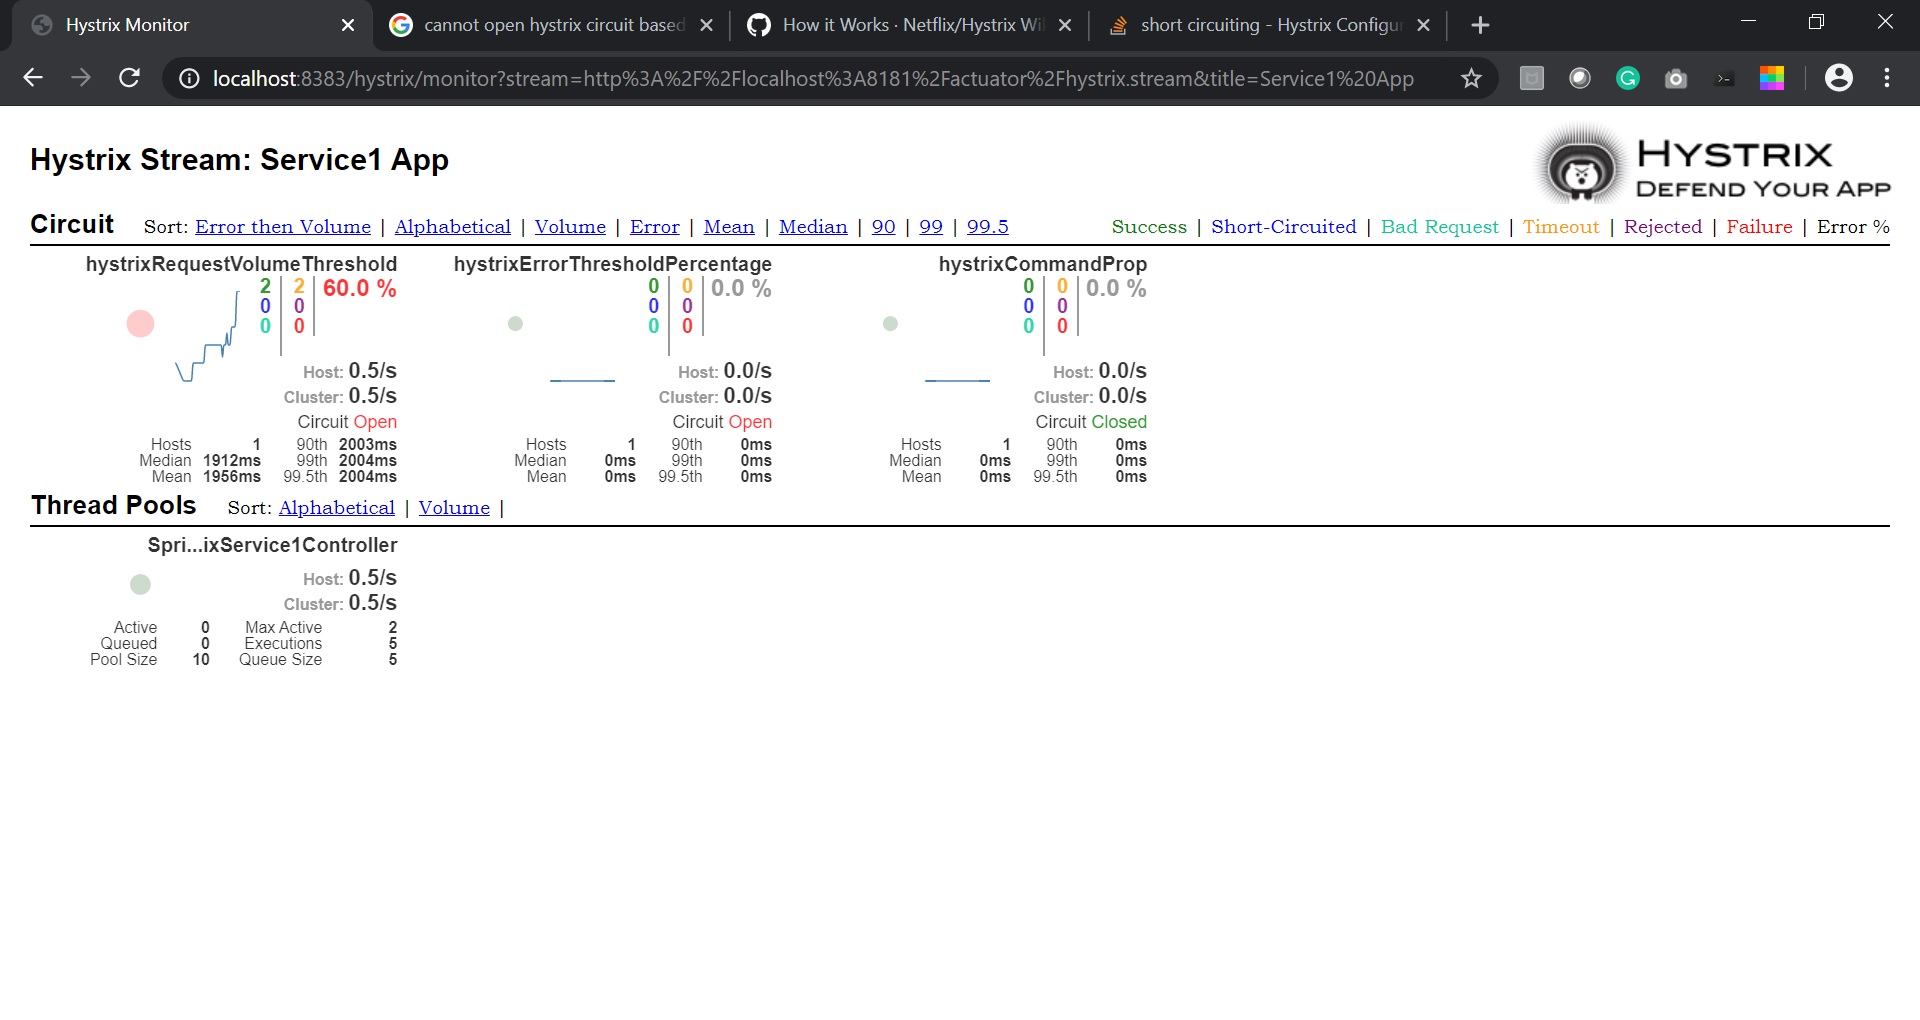 Hystrix Monitor
cannot open hystrix circuit based
How it Works · Netflix/Hystrix Wi
short circuiting - Hystrix Configur
localhost:8383/hystrix/monitor?stream=http%3A%2F%2Flocalhost%3A8181%2Factuator%2Fhystrix.stream&title=Service1%20App
Hystrix Stream: Service1 App
HYSTRIX
DEFEND YOUR APP
Circuit Sort: Error then Volume | Alphabetical | Volume | Error | Mean | Median | 90 | 99 | 99.5
Success | Short-Circuited | Bad Request | Timeout | Rejected | Failure | Error %
hystrixRequestVolumeThreshold
2 2 60.0 %
0 0
0 0
Host: 0.5/s
Cluster: 0.5/s
Circuit Open
Hosts 1 90th 2003ms
Median 1912ms 99th 2004ms
Mean 1956ms 99.5th 2004ms
hystrixErrorThresholdPercentage
0 0 0.0 %
0 0
0 0
Host: 0.0/s
Cluster: 0.0/s
Circuit Open
Hosts 1 90th 0ms
Median 0ms 99th 0ms
Mean 0ms 99.5th 0ms
hystrixCommandProp
0 0 0.0 %
0 0
0 0
Host: 0.0/s
Cluster: 0.0/s
Circuit Closed
Hosts 1 90th 0ms
Median 0ms 99th 0ms
Mean 0ms 99.5th 0ms
Thread Pools Sort: Alphabetical | Volume |
Spri...ixService1Controller
Host: 0.5/s
Cluster: 0.5/s
Active 0 Max Active 2
Queued 0 Executions 5
Pool Size 10 Queue Size 5